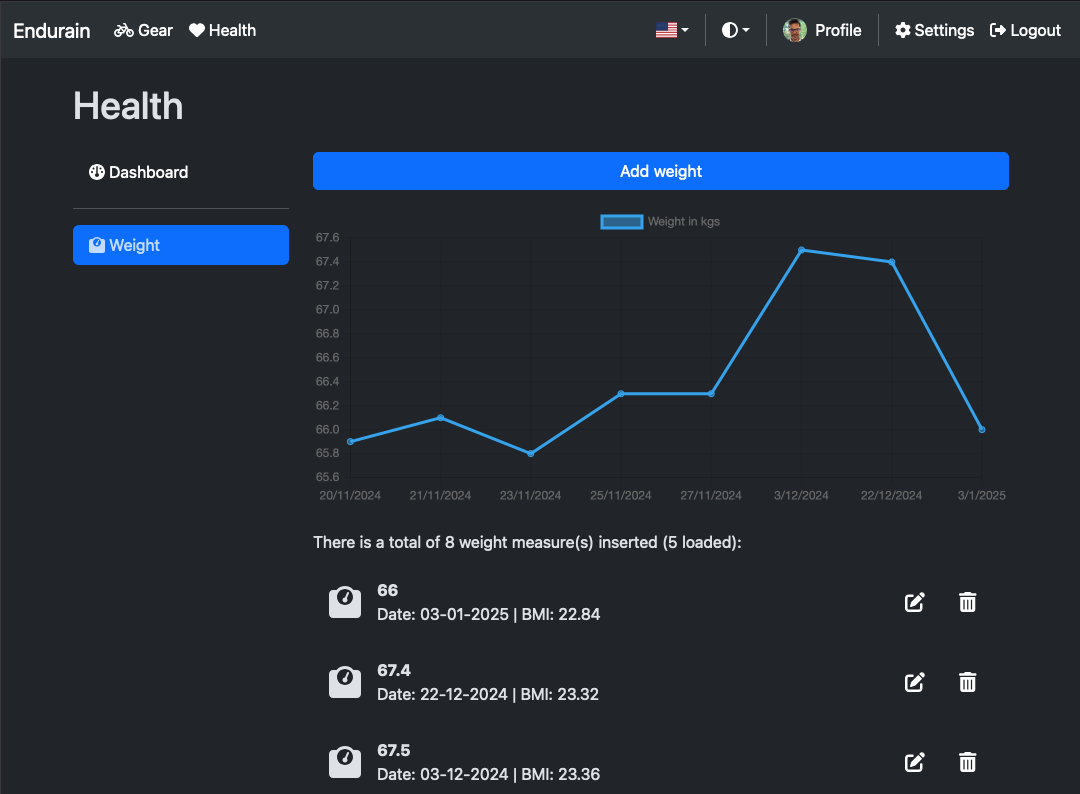 Endurain Gear Health Profile Settings Logout
Health
Dashboard
Weight
Add weight
Weight in kgs
67.6
67.4
67.2
67.0
66.8
66.6
66.4
66.2
66.0
65.8
65.6
20/11/2024 21/11/2024 23/11/2024 25/11/2024 27/11/2024 3/12/2024 22/12/2024 3/1/2025
There is a total of 8 weight measure(s) inserted (5 loaded):
66
Date: 03-01-2025 | BMI: 22.84
67.4
Date: 22-12-2024 | BMI: 23.32
67.5
Date: 03-12-2024 | BMI: 23.36